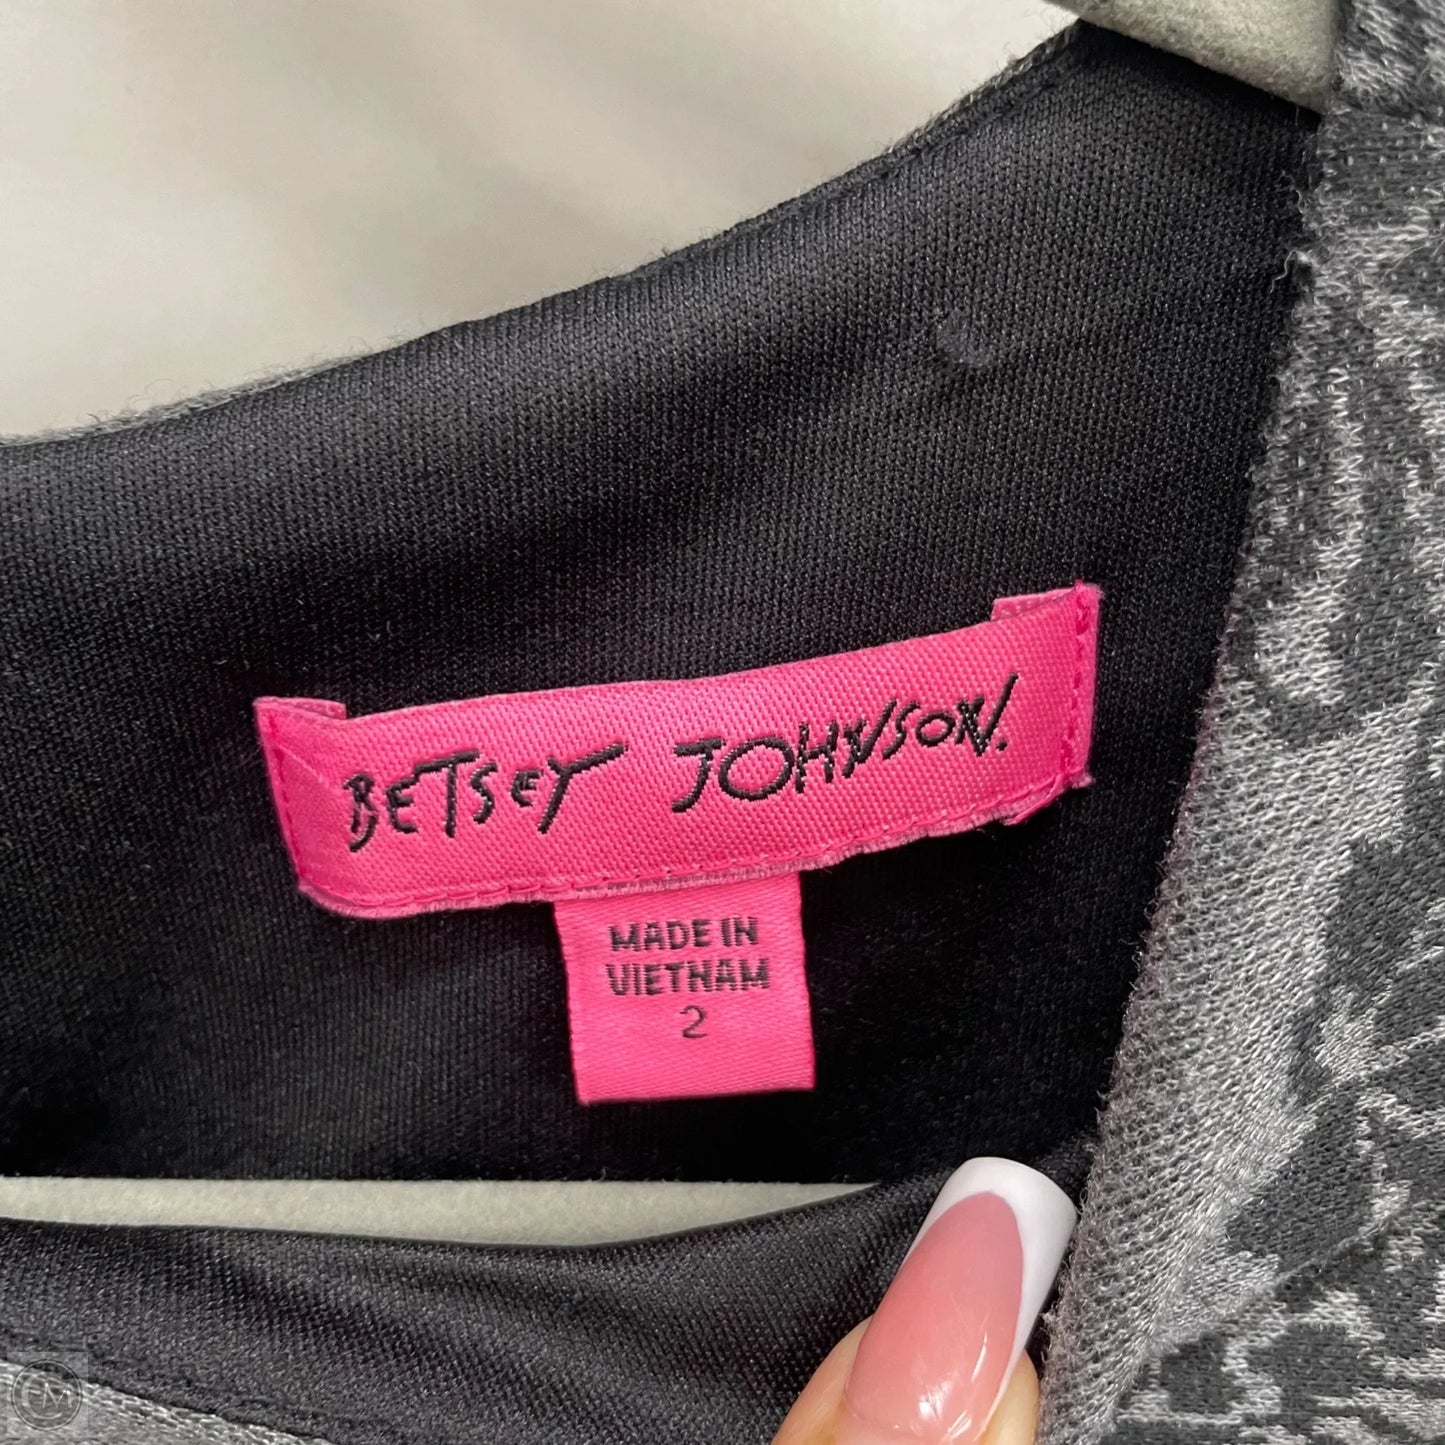 BETSEY JOHNSON.
MADE IN
VIETNAM
2